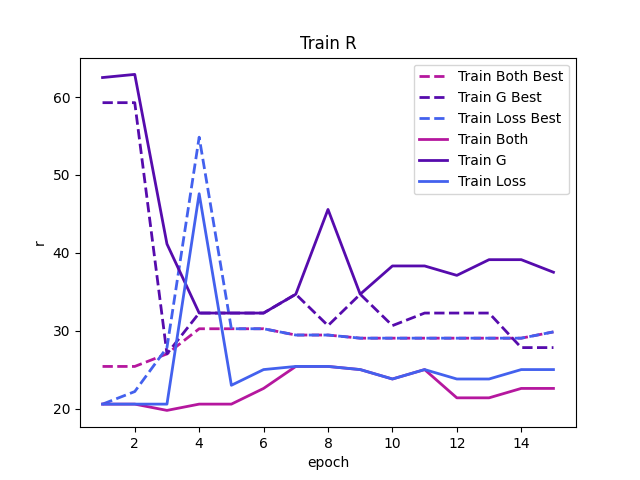 Train R
Train Both Best
Train G Best
Train Loss Best
Train Both
Train G
Train Loss
r
60
50
40
30
20
2 4 6 8 10 12 14
epoch